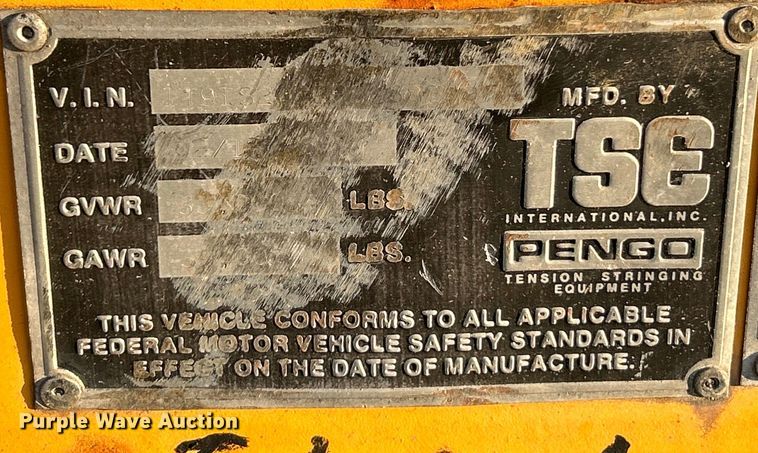 V.I.N.
DATE
GVWR LBS.
GAWR LBS.
MFD. BY
TSE
INTERNATIONAL, INC.
PENGO
TENSION STRINGING
EQUIPMENT
THIS VEHICLE CONFORMS TO ALL APPLICABLE
FEDERAL MOTOR VEHICLE SAFETY STANDARDS IN
EFFECT ON THE DATE OF MANUFACTURE.
Purple Wave Auction